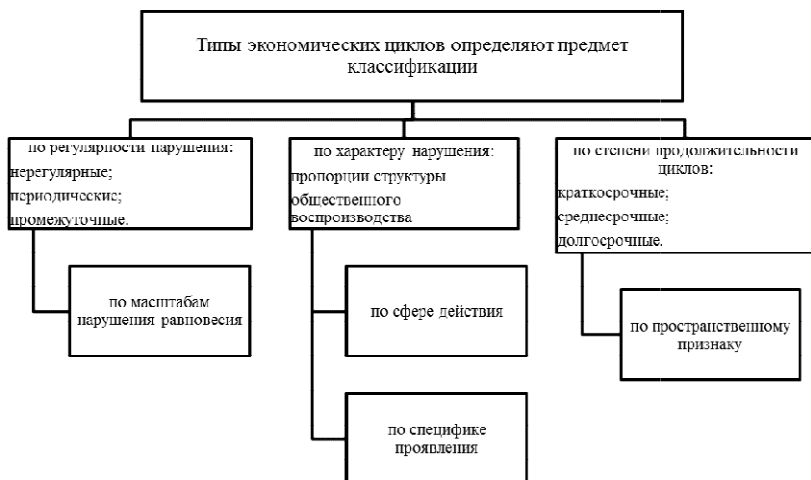 Типы экономических циклов определяют предмет
классификации
по регулярности нарушения:
нерегулярные;
периодические;
промежуточные.
по характеру нарушения:
пропорции структуры
общественного
воспроизводства
по степени продолжительности
циклов:
краткосрочные;
среднесрочные;
долгосрочные.
по масштабам
нарушения равновесия
по сфере действия
по пространственному
признаку
по специфике
проявления